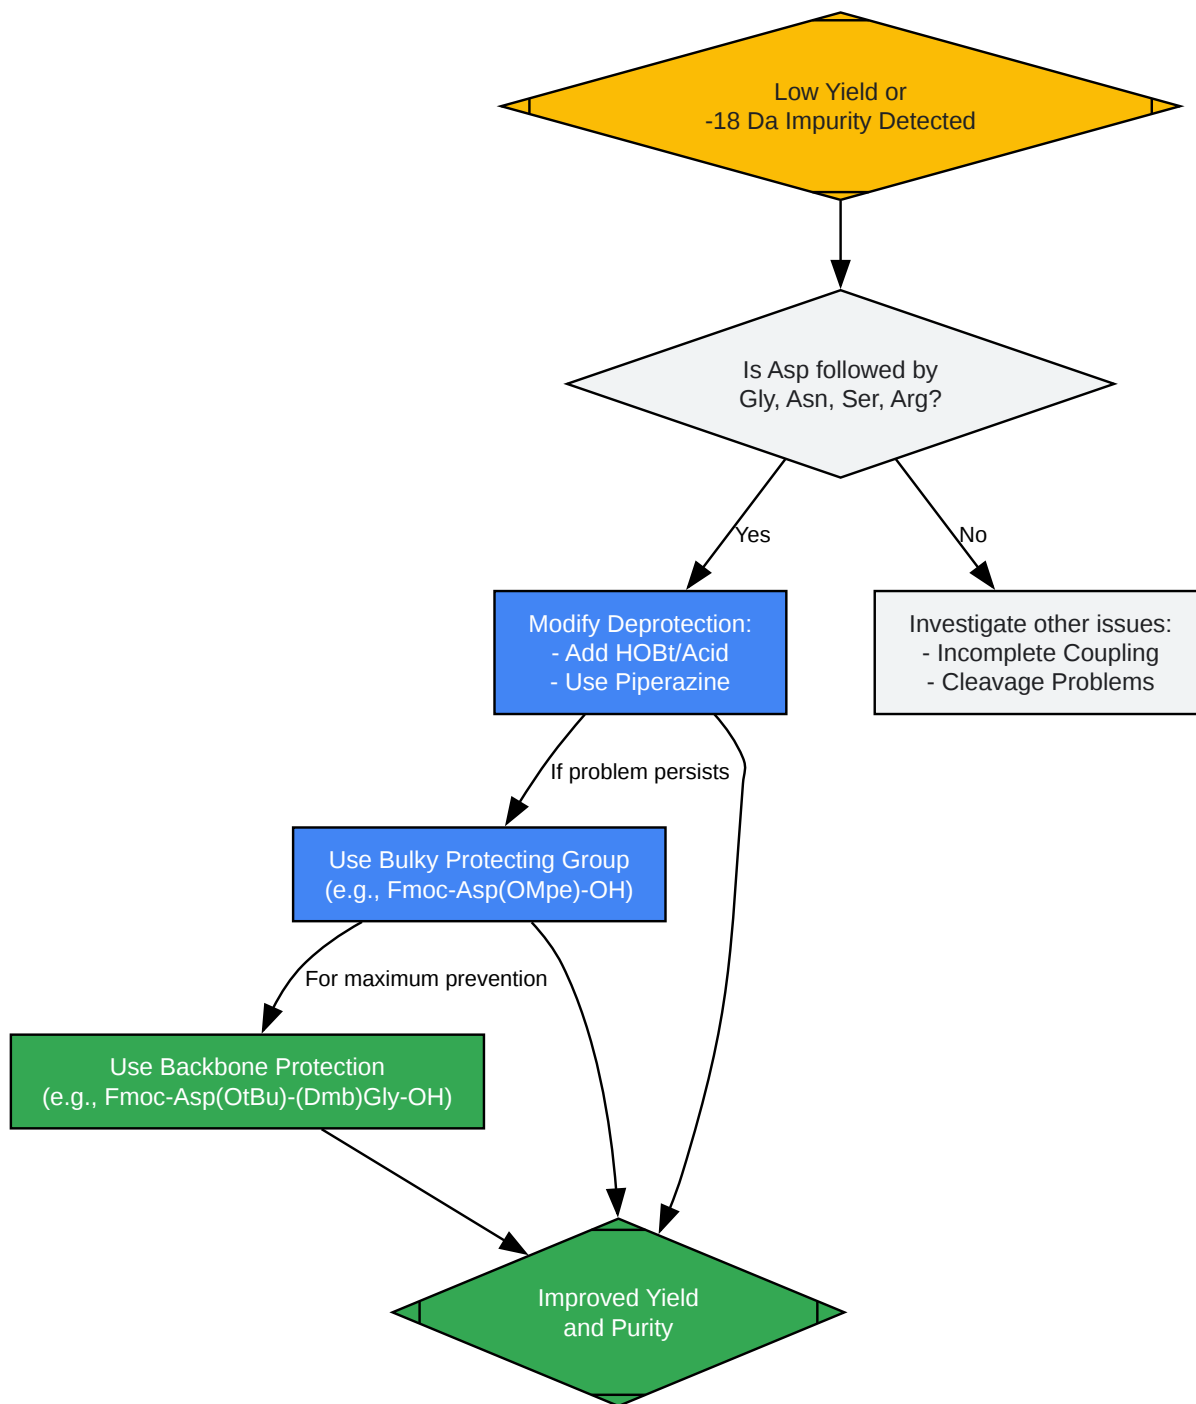 Low Yield or
-18 Da Impurity Detected
Is Asp followed by
Gly, Asn, Ser, Arg?
Yes
No
Modify Deprotection:
- Add HOBt/Acid
- Use Piperazine
Investigate other issues:
- Incomplete Coupling
- Cleavage Problems
If problem persists
Use Bulky Protecting Group
(e.g., Fmoc-Asp(OMpe)-OH)
For maximum prevention
Use Backbone Protection
(e.g., Fmoc-Asp(OtBu)-(Dmb)Gly-OH)
Improved Yield
and Purity